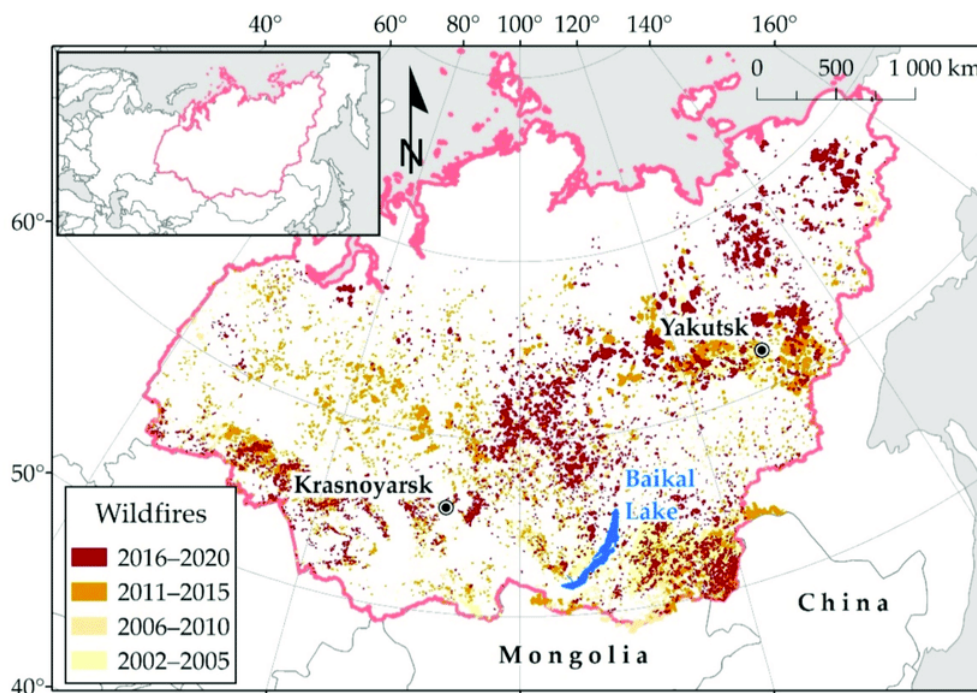 40° 60° 80° 100° 120° 140° 160°
0 500 1 000 km
N
60°
Yakutsk
50°
Krasnoyarsk
Baikal
Lake
Wildfires
2016–2020
2011–2015
2006–2010
2002–2005
China
Mongolia
40°